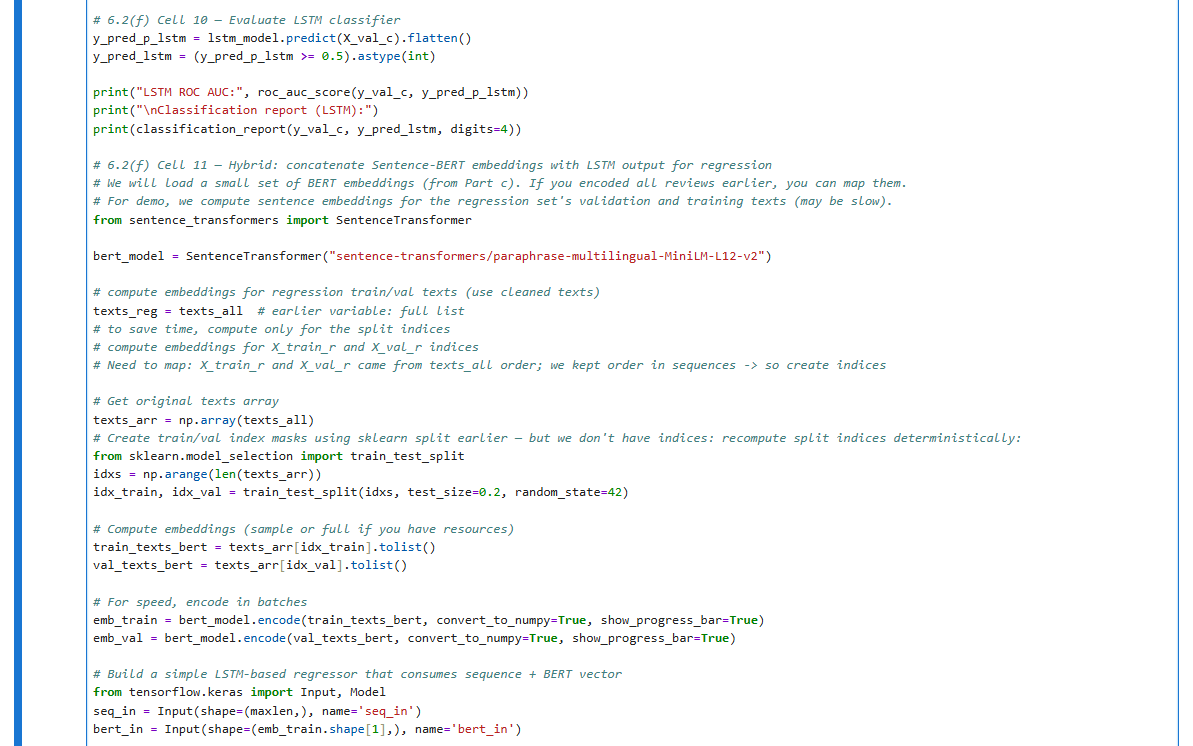 # 6.2(f) Cell 10 — Evaluate LSTM classifier
y_pred_p_lstm = lstm_model.predict(X_val_c).flatten()
y_pred_lstm = (y_pred_p_lstm >= 0.5).astype(int)
print("LSTM ROC AUC:", roc_auc_score(y_val_c, y_pred_p_lstm))
print("\nClassification report (LSTM):")
print(classification_report(y_val_c, y_pred_lstm, digits=4))
# 6.2(f) Cell 11 — Hybrid: concatenate Sentence-BERT embeddings with LSTM output for regression
# We will load a small set of BERT embeddings (from Part c). If you encoded all reviews earlier, you can map them.
# For demo, we compute sentence embeddings for the regression set's validation and training texts (may be slow).
from sentence_transformers import SentenceTransformer
bert_model = SentenceTransformer("sentence-transformers/paraphrase-multilingual-MiniLM-L12-v2")
# compute embeddings for regression train/val texts (use cleaned texts)
texts_reg = texts_all  # earlier variable: full list
# to save time, compute only for the split indices
# compute embeddings for X_train_r and X_val_r indices
# Need to map: X_train_r and X_val_r came from texts_all order; we kept order in sequences -> so create indices
# Get original texts array
texts_arr = np.array(texts_all)
# Create train/val index masks using sklearn split earlier — but we don't have indices: recompute split indices deterministically:
from sklearn.model_selection import train_test_split
idxs = np.arange(len(texts_arr))
idx_train, idx_val = train_test_split(idxs, test_size=0.2, random_state=42)
# Compute embeddings (sample or full if you have resources)
train_texts_bert = texts_arr[idx_train].tolist()
val_texts_bert = texts_arr[idx_val].tolist()
# For speed, encode in batches
emb_train = bert_model.encode(train_texts_bert, convert_to_numpy=True, show_progress_bar=True)
emb_val = bert_model.encode(val_texts_bert, convert_to_numpy=True, show_progress_bar=True)
# Build a simple LSTM-based regressor that consumes sequence + BERT vector
from tensorflow.keras import Input, Model
seq_in = Input(shape=(maxlen,), name='seq_in')
bert_in = Input(shape=(emb_train.shape[1],), name='bert_in')